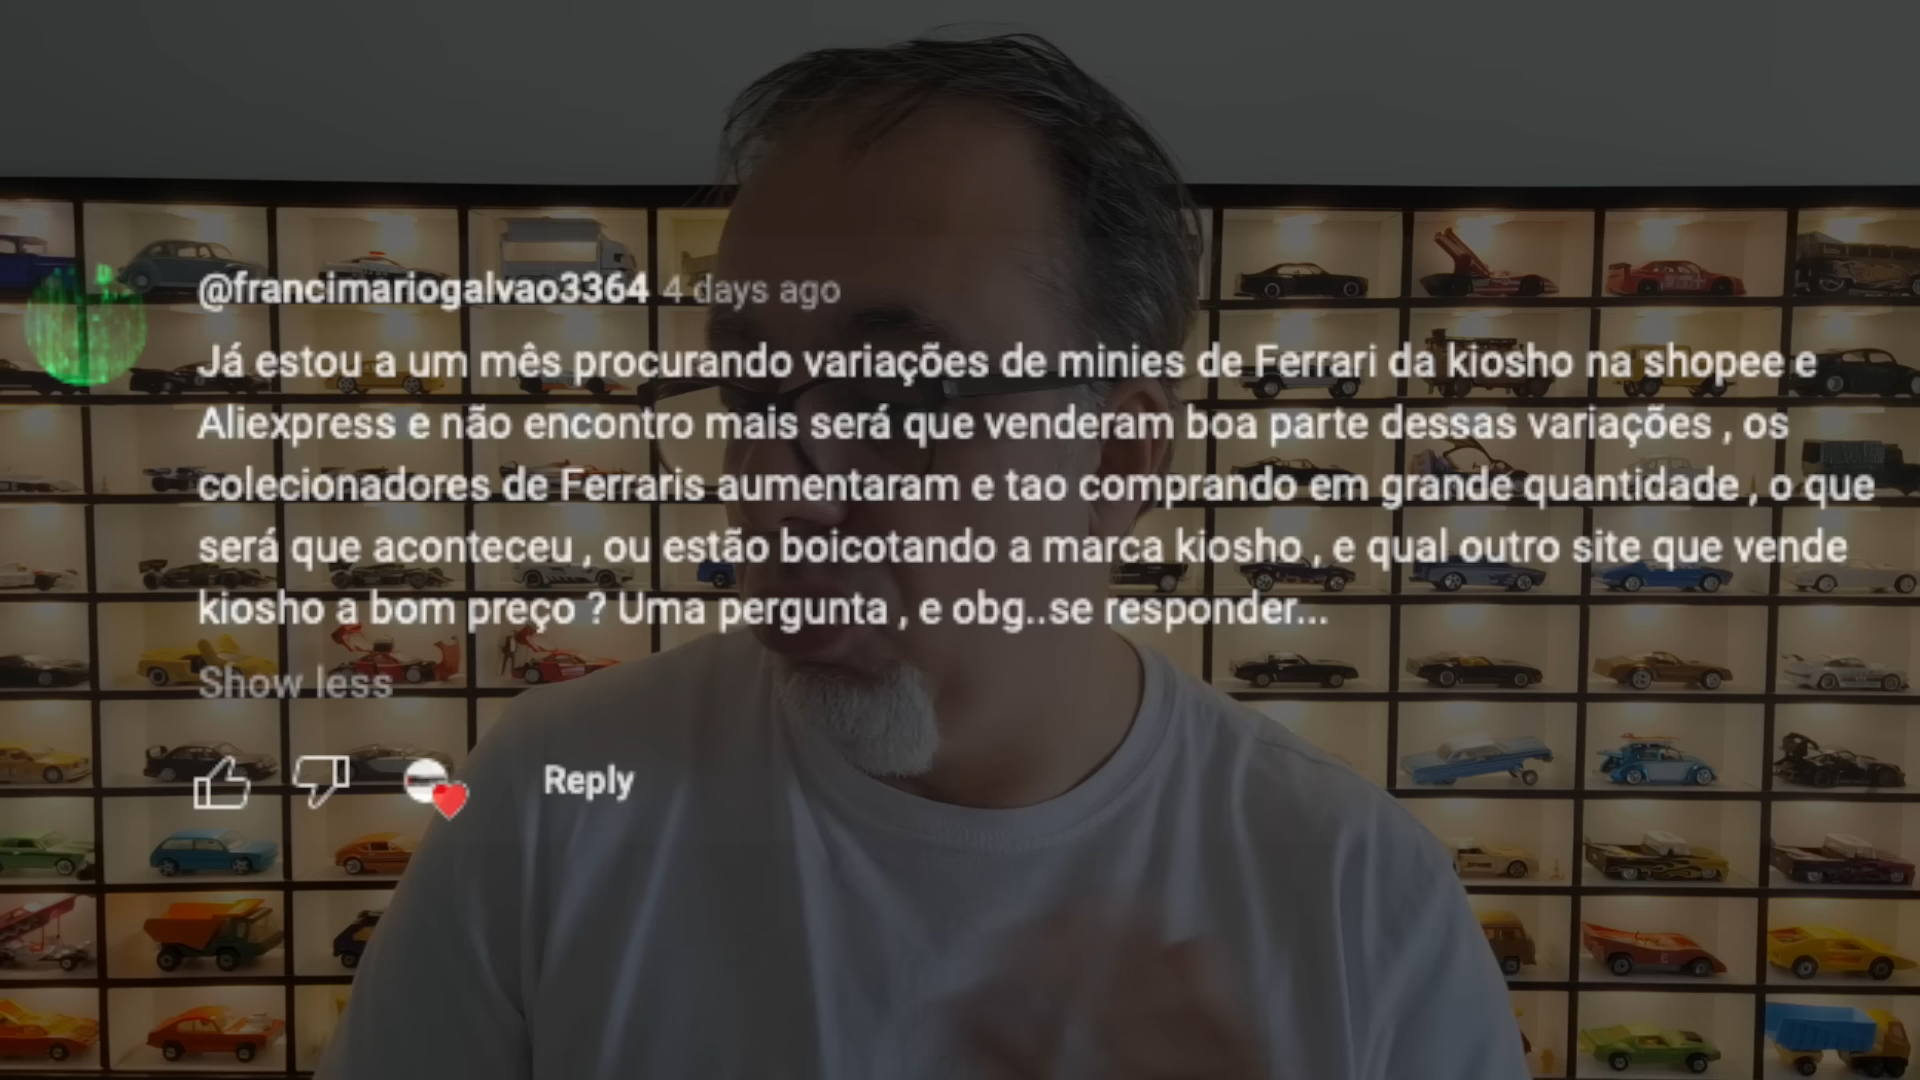 @francimariogalvao3364 4 days ago
Já estou a um mês procurando variações de minies de Ferrari da kiosho na shopee e
Aliexpress e não encontro mais será que venderam boa parte dessas variações , os
colecionadores de Ferraris aumentaram e tao comprando em grande quantidade , o que
será que aconteceu , ou estão boicotando a marca kiosho , e qual outro site que vende
kiosho a bom preço ? Uma pergunta , e obg..se responder...
Show less
Reply